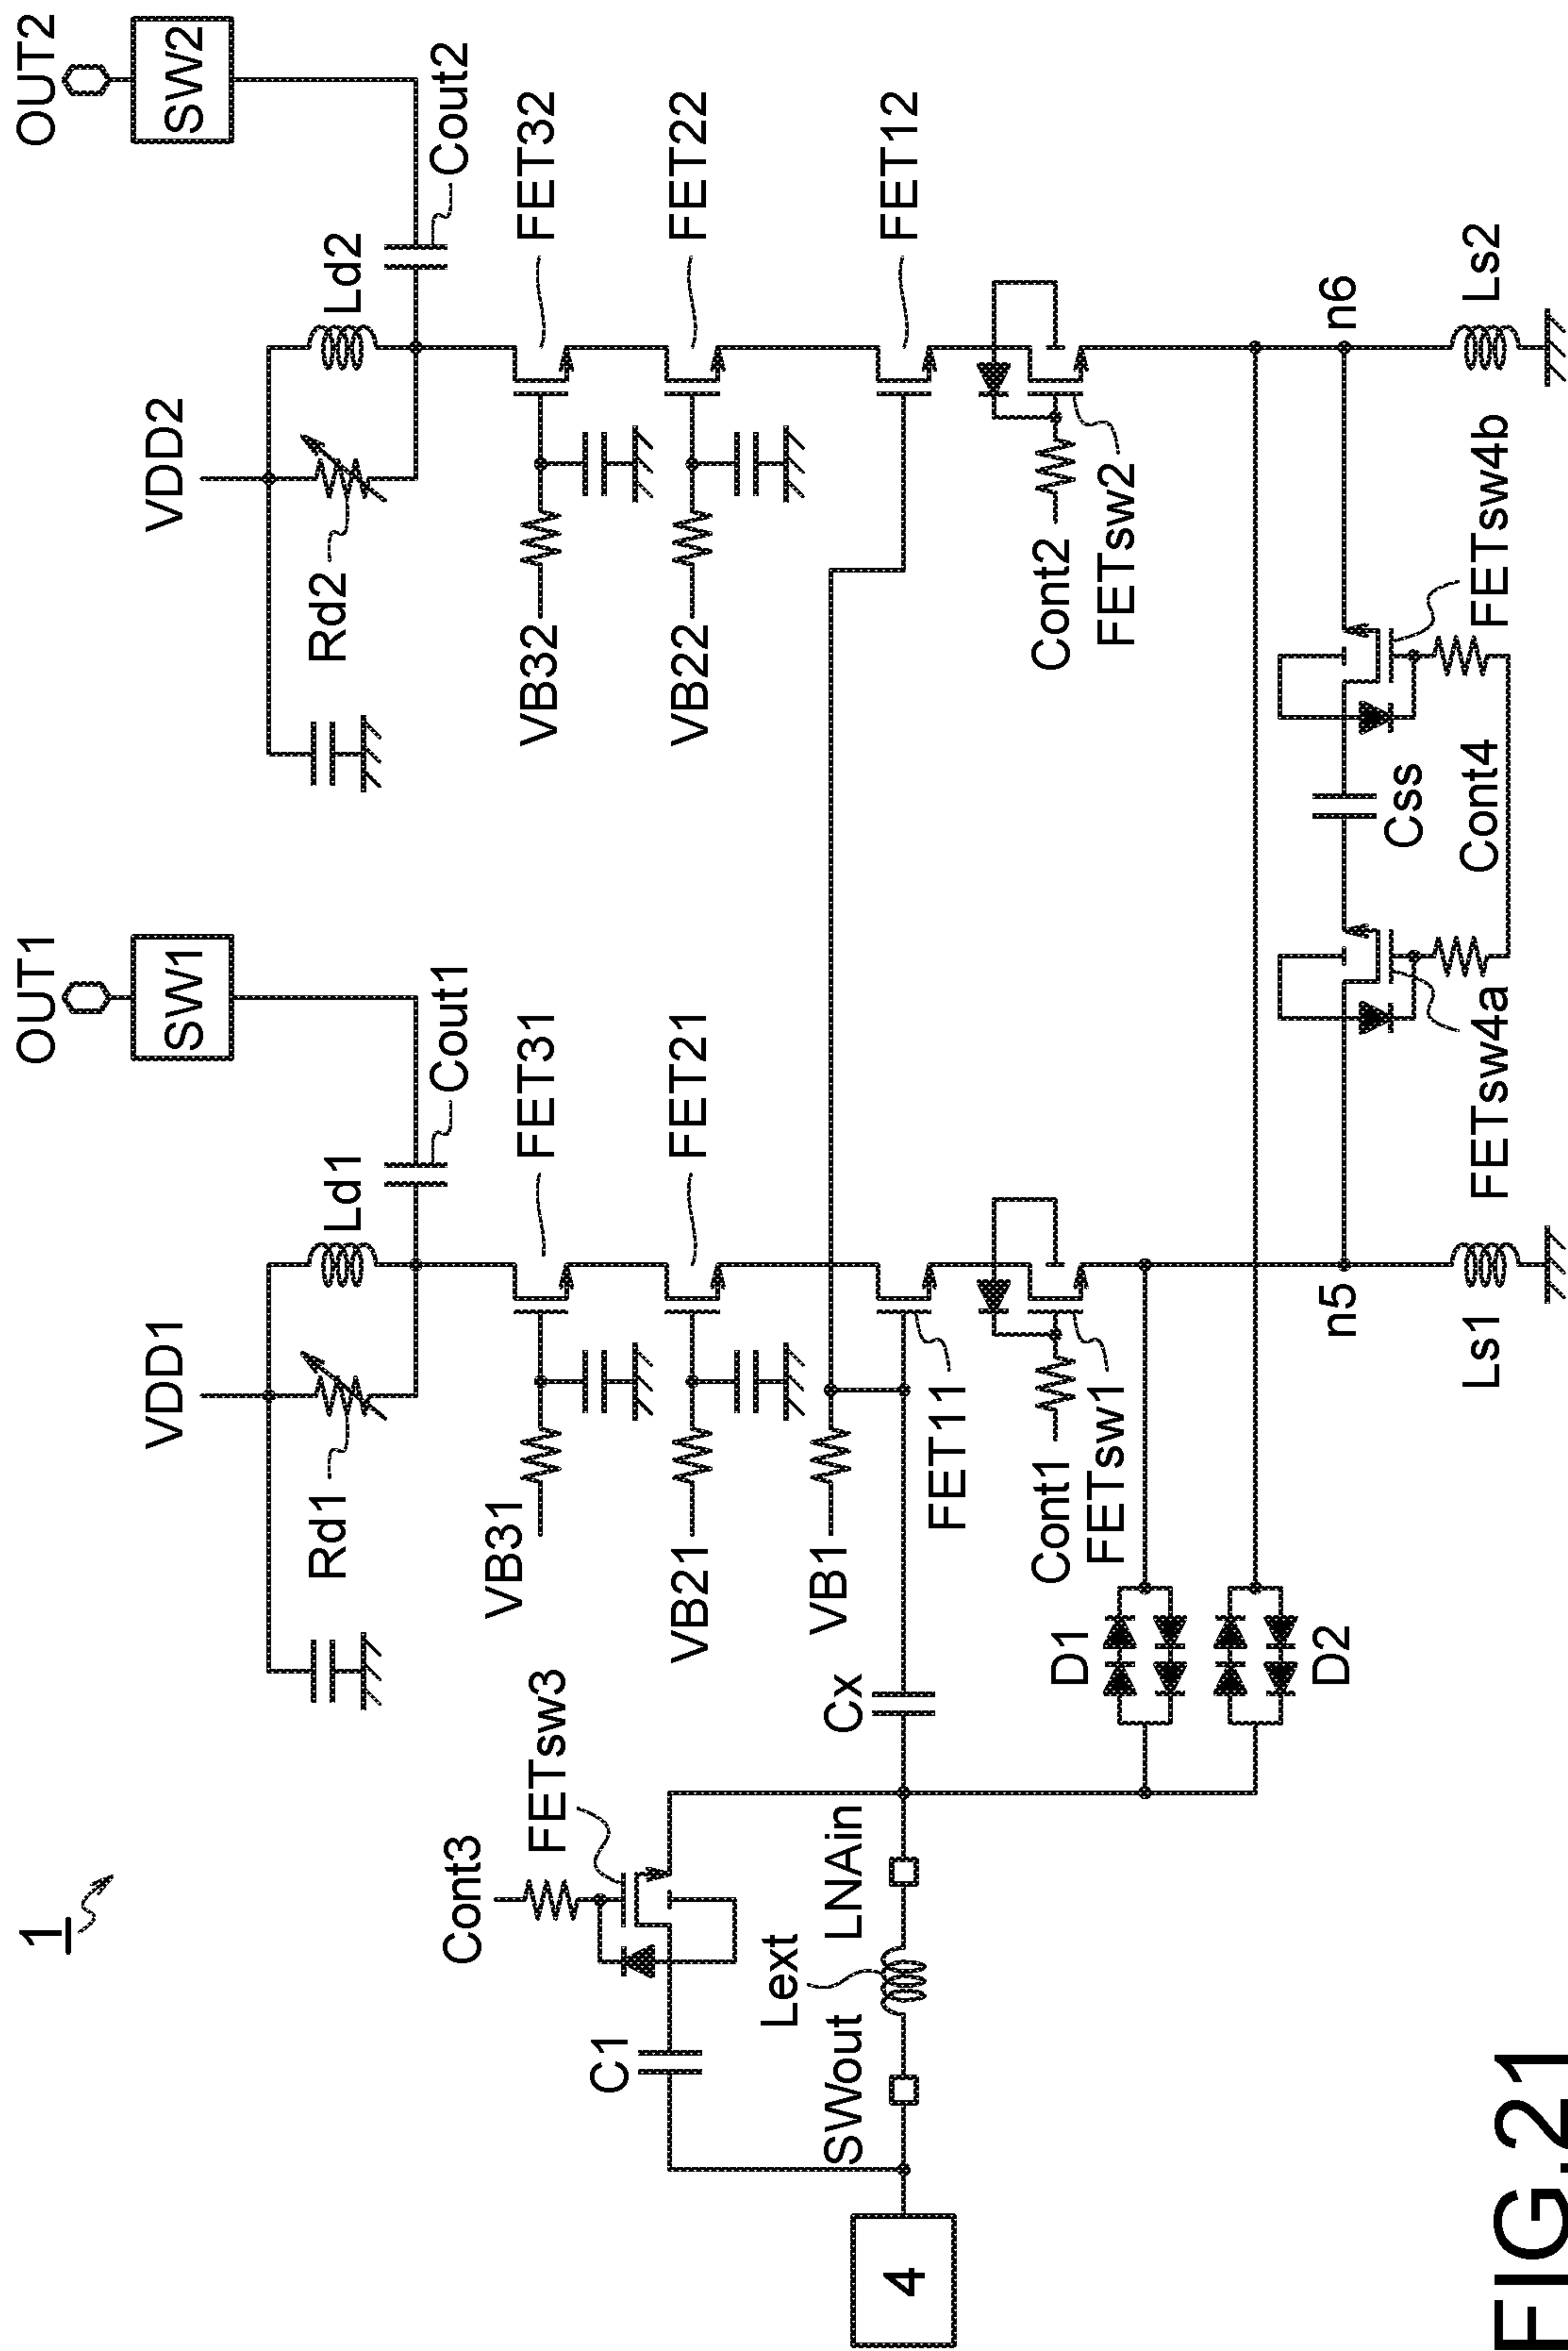 1
OUT1
OUT2
SW1
SW2
VDD1
VDD2
Rd1
Ld1
Cout1
Rd2
Ld2
Cout2
VB31
FET31
VB32
FET32
VB21
FET21
VB22
FET22
VB1
Cont3
FETsw3
C1
Lext
SWout
LNAin
Cx
4
FET11
FET12
Cont1
FETsw1
Cont2
FETsw2
D1
D2
n5
n6
Css
FETsw4a
Cont4
FETsw4b
Ls1
Ls2
FIG.21